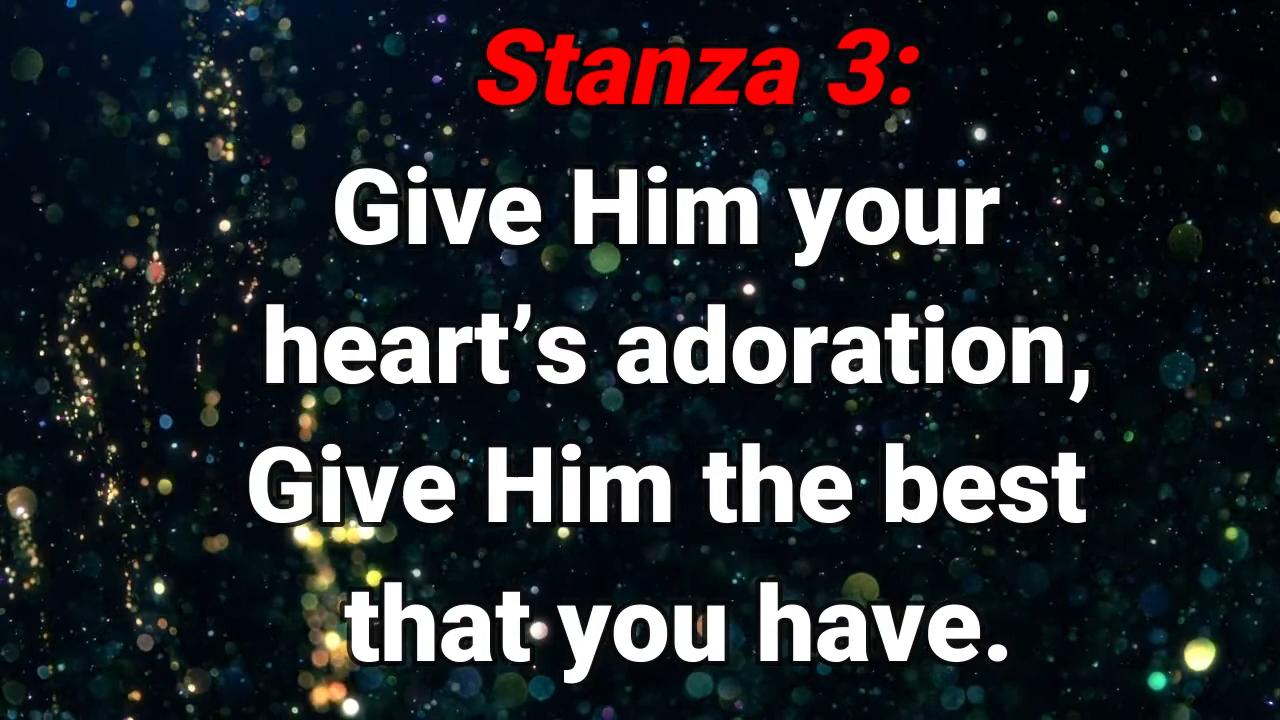 Stanza 3:
Give Him your
heart’s adoration,
Give Him the best
that you have.